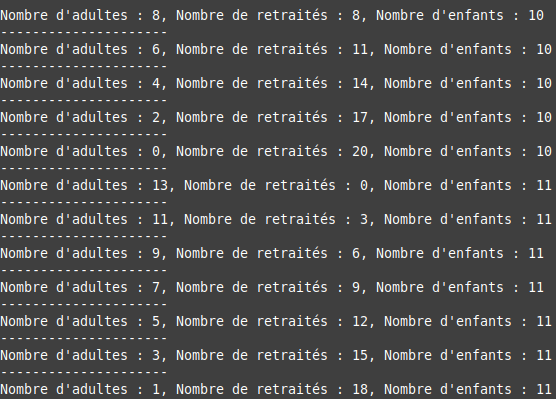 Nombre d'adultes : 8, Nombre de retraités : 8, Nombre d'enfants : 10
---------------------
Nombre d'adultes : 6, Nombre de retraités : 11, Nombre d'enfants : 10
---------------------
Nombre d'adultes : 4, Nombre de retraités : 14, Nombre d'enfants : 10
---------------------
Nombre d'adultes : 2, Nombre de retraités : 17, Nombre d'enfants : 10
---------------------
Nombre d'adultes : 0, Nombre de retraités : 20, Nombre d'enfants : 10
---------------------
Nombre d'adultes : 13, Nombre de retraités : 0, Nombre d'enfants : 11
---------------------
Nombre d'adultes : 11, Nombre de retraités : 3, Nombre d'enfants : 11
---------------------
Nombre d'adultes : 9, Nombre de retraités : 6, Nombre d'enfants : 11
---------------------
Nombre d'adultes : 7, Nombre de retraités : 9, Nombre d'enfants : 11
---------------------
Nombre d'adultes : 5, Nombre de retraités : 12, Nombre d'enfants : 11
---------------------
Nombre d'adultes : 3, Nombre de retraités : 15, Nombre d'enfants : 11
---------------------
Nombre d'adultes : 1, Nombre de retraités : 18, Nombre d'enfants : 11